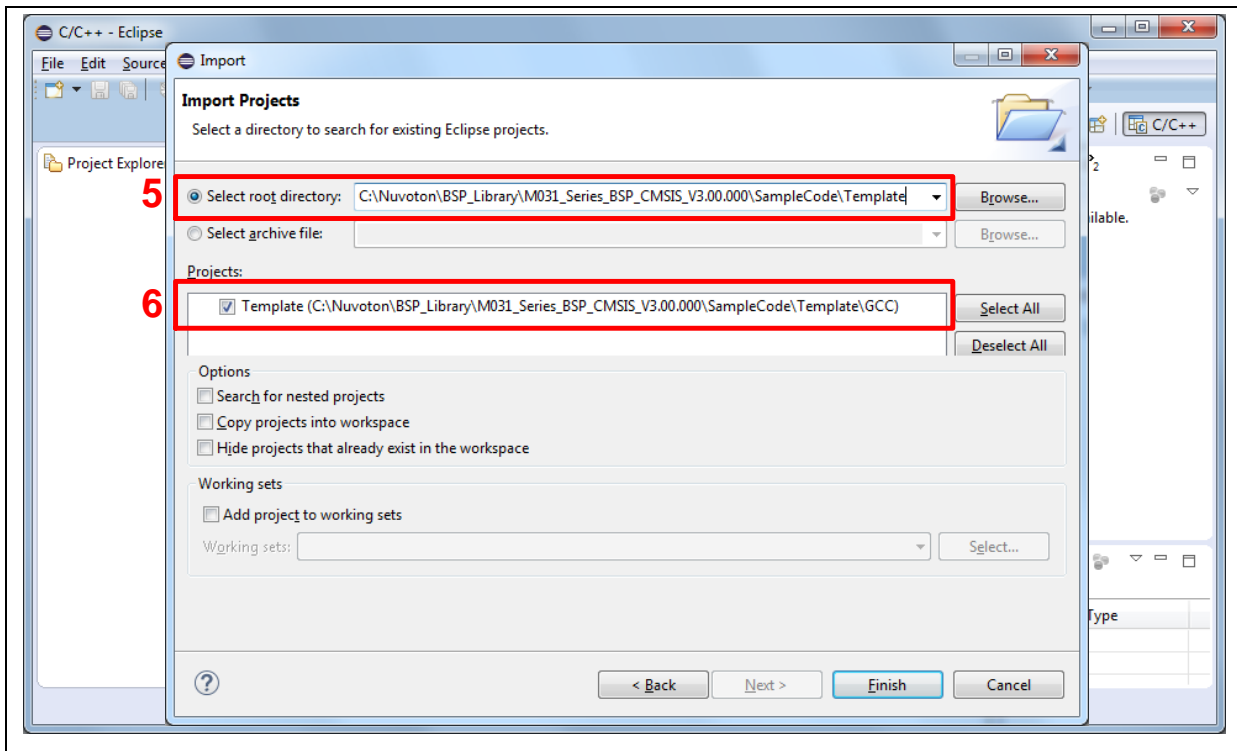 C/C++ - Eclipse
File Edit Source
Import
Import Projects
Select a directory to search for existing Eclipse projects.
C/C++
Project Explore
2
5 Select root directory: C:\Nuvoton\BSP_Library\M031_Series_BSP_CMSIS_V3.00.000\SampleCode\Template Browse...
ilable.
Select archive file: Browse...
Projects:
6 Template (C:\Nuvoton\BSP_Library\M031_Series_BSP_CMSIS_V3.00.000\SampleCode\Template\GCC) Select All
Deselect All
Options
Search for nested projects
Copy projects into workspace
Hide projects that already exist in the workspace
Working sets
Add project to working sets
Working sets: Select...
Type
? < Back Next > Finish Cancel